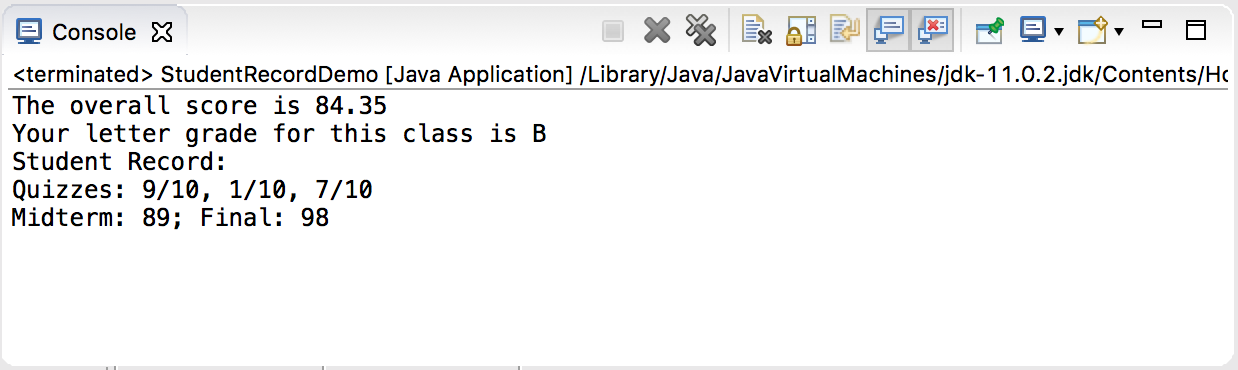 Console
<terminated> StudentRecordDemo [Java Application] /Library/Java/JavaVirtualMachines/jdk-11.0.2.jdk/Contents/Ho
The overall score is 84.35
Your letter grade for this class is B
Student Record:
Quizzes: 9/10, 1/10, 7/10
Midterm: 89; Final: 98